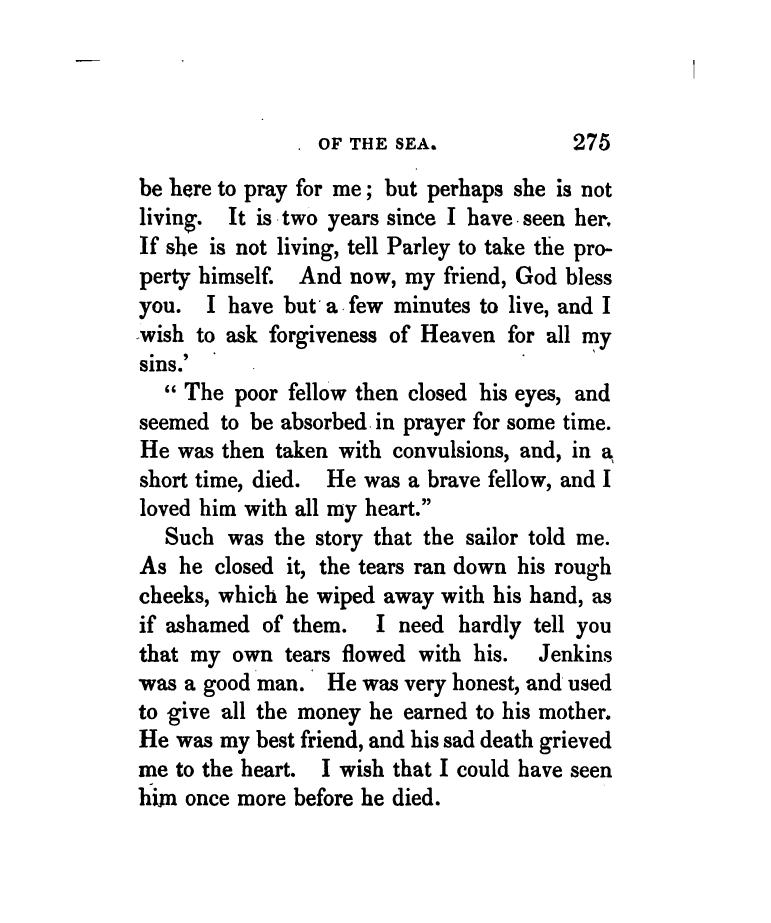 OF THE SEA. 275
be here to pray for me; but perhaps she is not
living. It is two years since I have seen her.
If she is not living, tell Parley to take the pro-
perty himself. And now, my friend, God bless
you. I have but a few minutes to live, and I
wish to ask forgiveness of Heaven for all my
sins.'
" The poor fellow then closed his eyes, and
seemed to be absorbed in prayer for some time.
He was then taken with convulsions, and, in a
short time, died. He was a brave fellow, and I
loved him with all my heart."
Such was the story that the sailor told me.
As he closed it, the tears ran down his rough
cheeks, which he wiped away with his hand, as
if ashamed of them. I need hardly tell you
that my own tears flowed with his. Jenkins
was a good man. He was very honest, and used
to give all the money he earned to his mother.
He was my best friend, and his sad death grieved
me to the heart. I wish that I could have seen
him once more before he died.